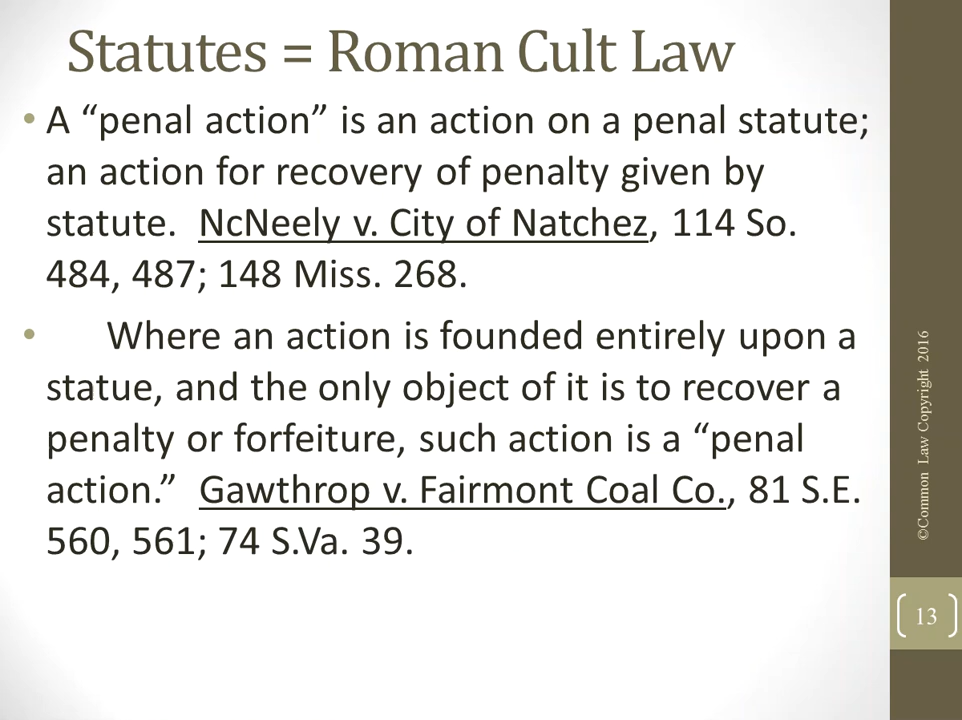 Statutes = Roman Cult Law
• A “penal action” is an action on a penal statute;
an action for recovery of penalty given by
statute.  NcNeely v. City of Natchez, 114 So.
484, 487; 148 Miss. 268.
• Where an action is founded entirely upon a
statue, and the only object of it is to recover a
penalty or forfeiture, such action is a “penal
action.”  Gawthrop v. Fairmont Coal Co., 81 S.E.
560, 561; 74 S.Va. 39.
©Common Law Copyright 2016
13